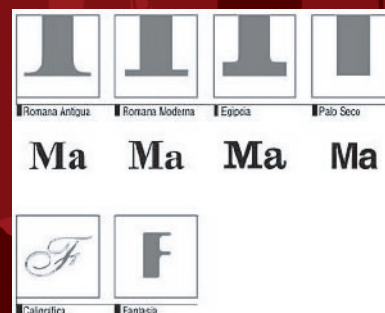 Romana Antigua Romana Moderna Egipcia Palo Seco
Ma Ma Ma Ma
F F
Caligráfica Fantasía